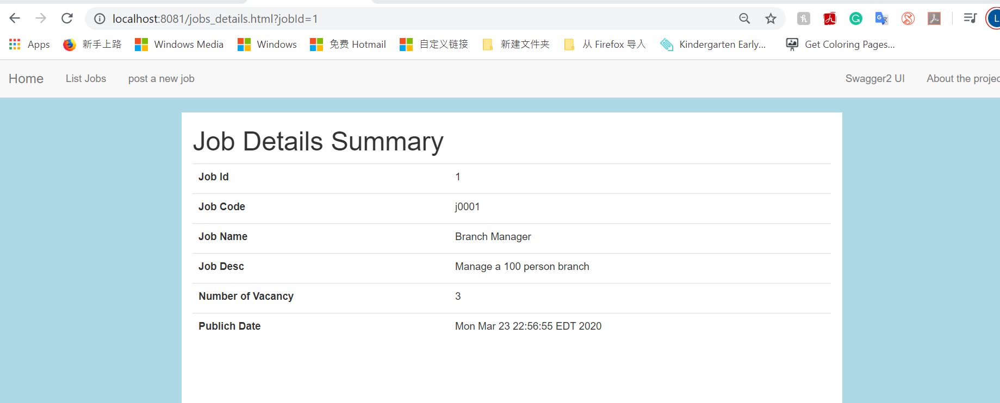 localhost:8081/jobs_details.html?jobId=1
Apps 新手上路 Windows Media Windows 免费 Hotmail 自定义链接 新建文件夹 从 Firefox 导入 Kindergarten Early... Get Coloring Pages...
Home List Jobs post a new job Swagger2 UI About the projec
Job Details Summary
Job Id 1
Job Code j0001
Job Name Branch Manager
Job Desc Manage a 100 person branch
Number of Vacancy 3
Publich Date Mon Mar 23 22:56:55 EDT 2020